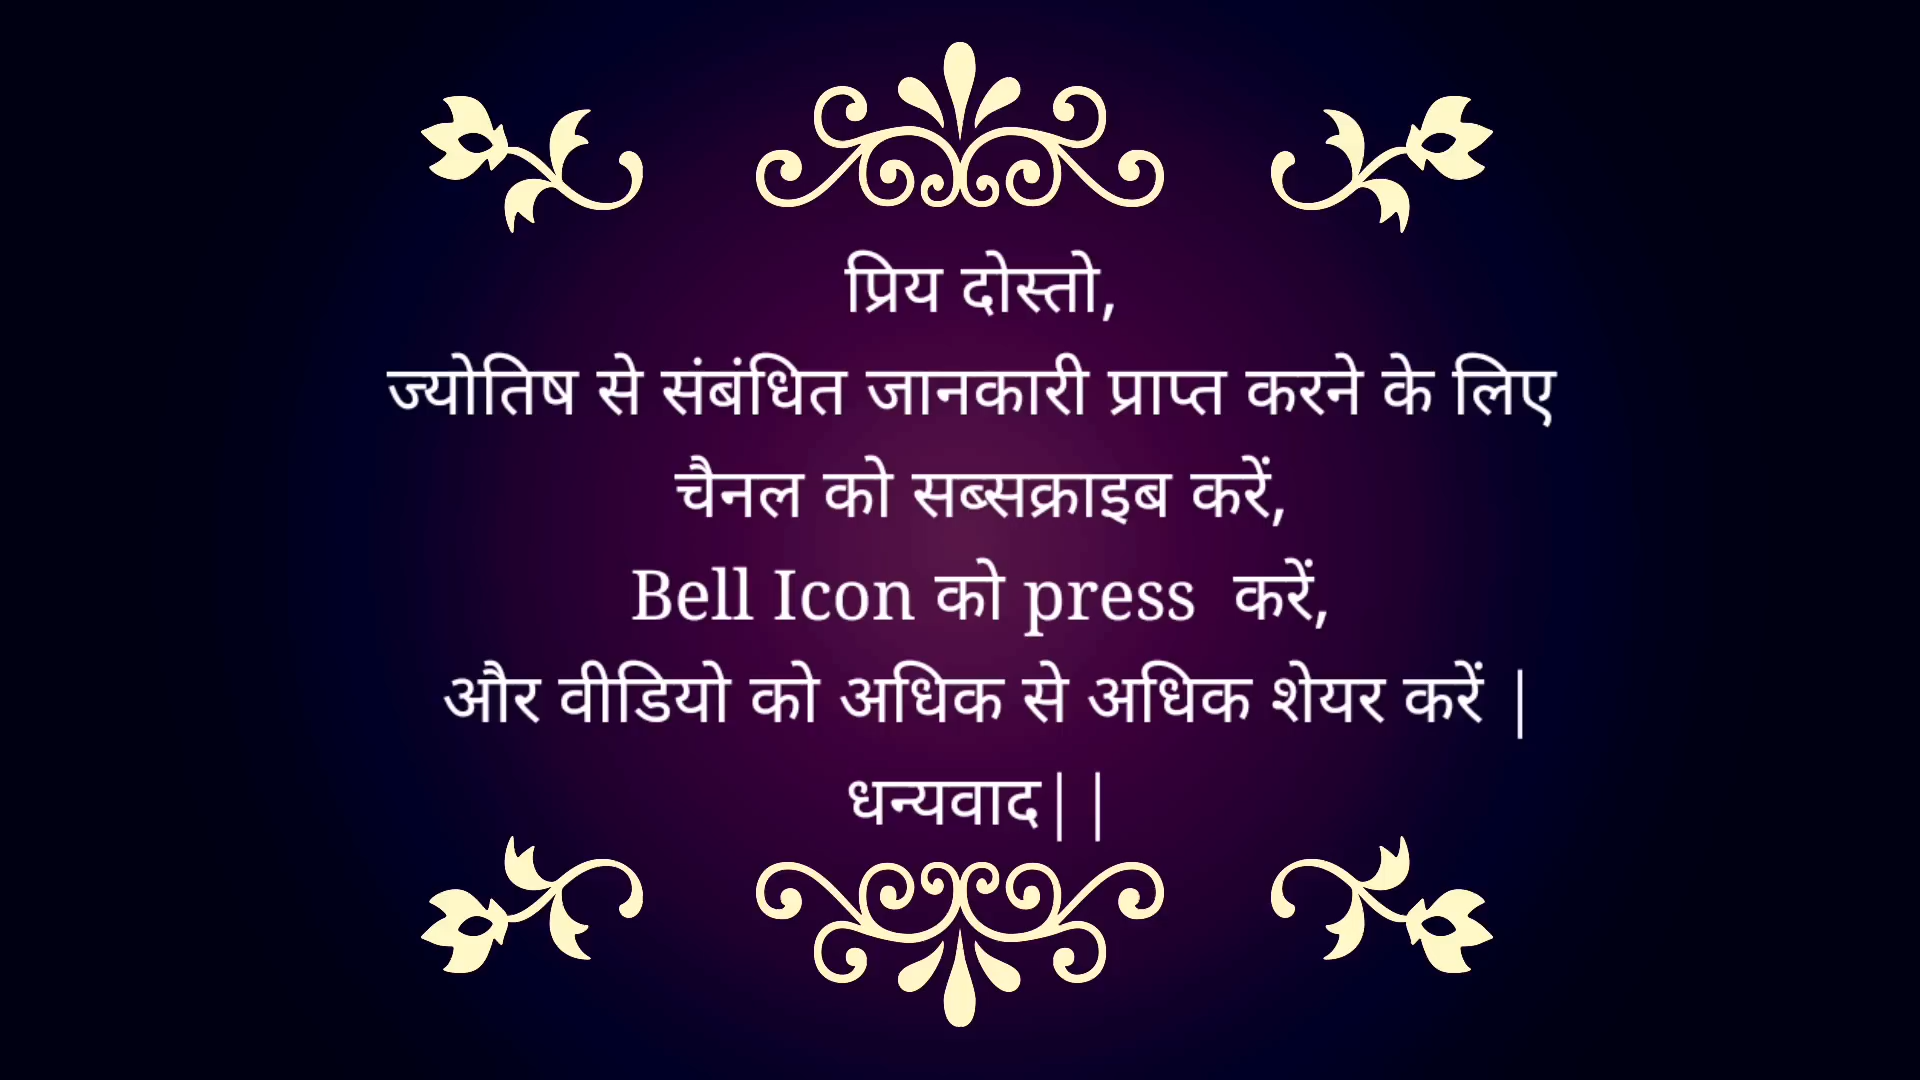 प्रिय दोस्तो,
ज्योतिष से संबंधित जानकारी प्राप्त करने के लिए
चैनल को सब्सक्राइब करें,
Bell Icon को press  करें,
और वीडियो को अधिक से अधिक शेयर करें |
धन्यवाद||